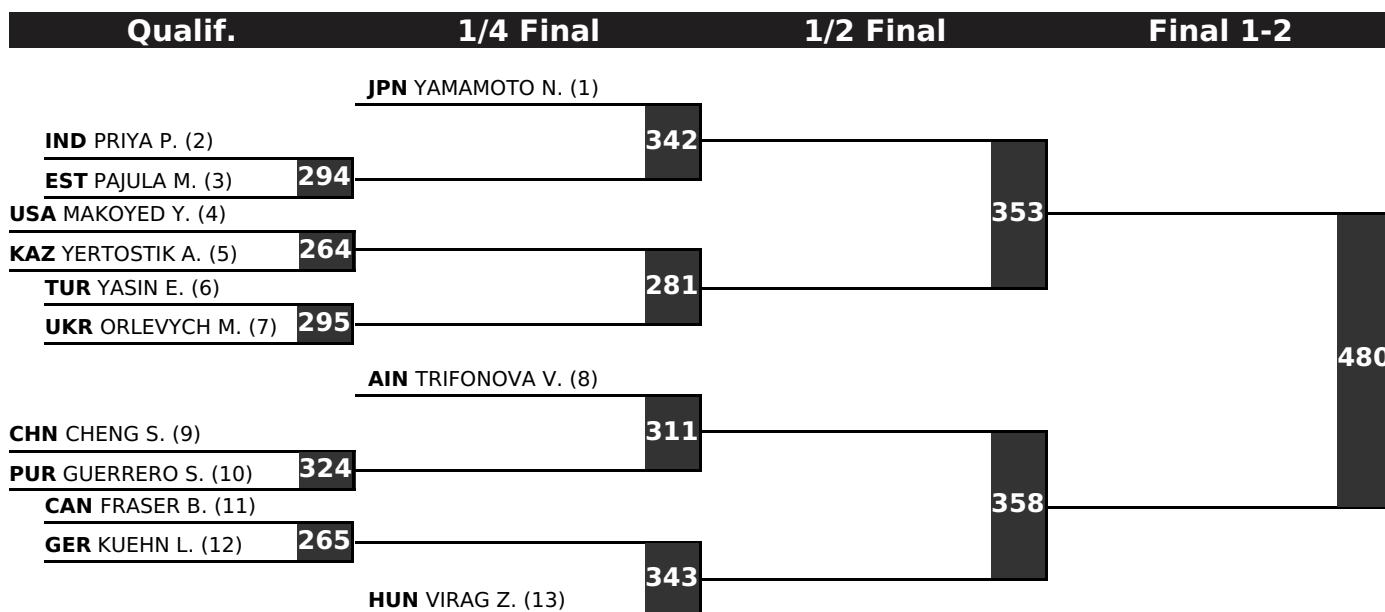 Qualif. 1/4 Final 1/2 Final Final 1-2
JPN YAMAMOTO N. (1)
IND PRIYA P. (2)
342
EST PAJULA M. (3)
294
USA MAKOYED Y. (4)
353
KAZ YERTOSTIK A. (5)
264
TUR YASIN E. (6)
281
UKR ORLEVYCH M. (7)
295
480
AIN TRIFONOVA V. (8)
CHN CHENG S. (9)
311
PUR GUERRERO S. (10)
324
CAN FRASER B. (11)
358
GER KUEHN L. (12)
265
343
HUN VIRAG Z. (13)